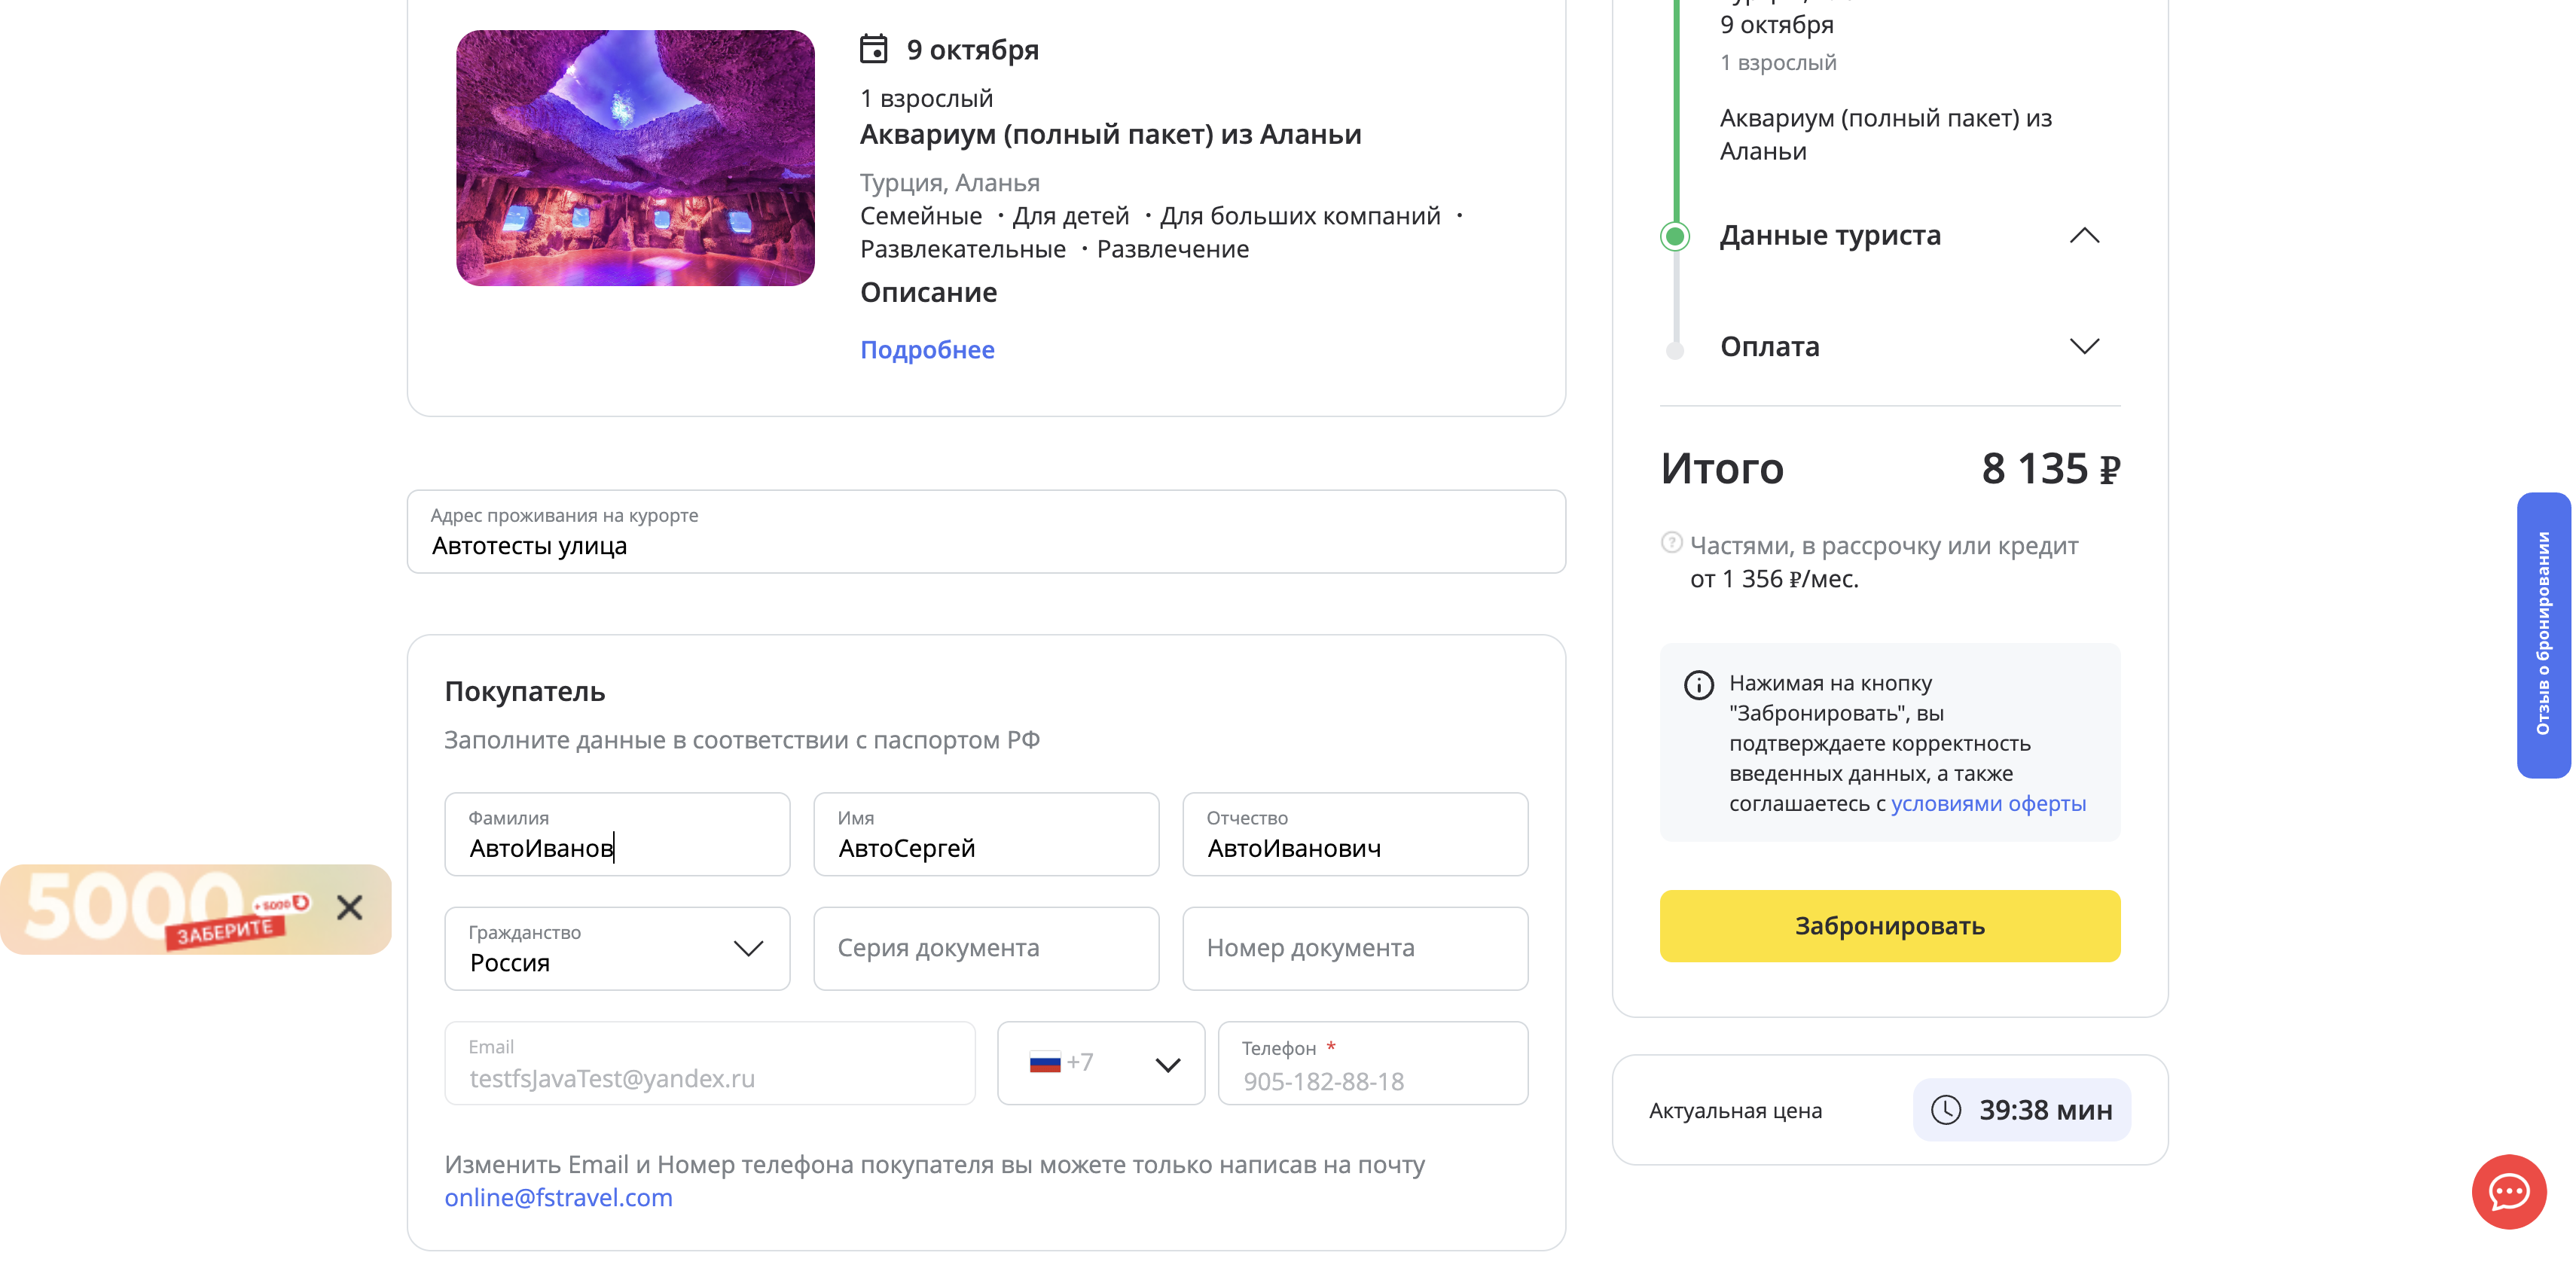 9 октября
1 взрослый
Аквариум (полный пакет) из Аланьи
Турция, Аланья
Семейные · Для детей · Для больших компаний ·
Развлекательные · Развлечение
Описание
Подробнее
Адрес проживания на курорте
Автотесты улица
Покупатель
Заполните данные в соответствии с паспортом РФ
Фамилия
АвтоИванов
Имя
АвтоСергей
Отчество
АвтоИванович
Гражданство
Россия
Серия документа
Номер документа
Email
testfsJavaTest@yandex.ru
+7
Телефон *
905-182-88-18
Изменить Email и Номер телефона покупателя вы можете только написав на почту
online@fstravel.com
5000
+ 5000
ЗАБЕРИТЕ
9 октября
1 взрослый
Аквариум (полный пакет) из
Аланьи
Данные туриста
Оплата
Итого 8 135 ₽
Частями, в рассрочку или кредит
от 1 356 ₽/мес.
Нажимая на кнопку
"Забронировать", вы
подтверждаете корректность
введенных данных, а также
соглашаетесь с условиями оферты
Забронировать
Актуальная цена
39:38 мин
Отзыв о бронировании